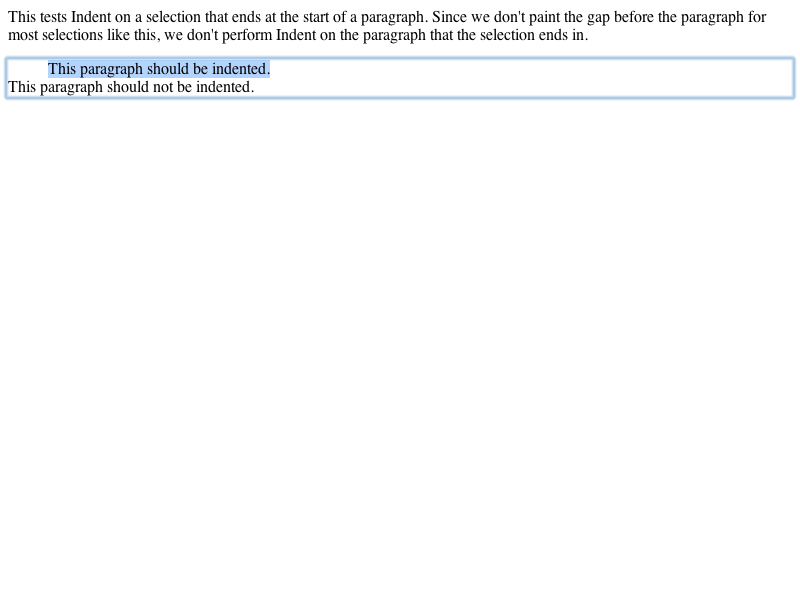 This tests Indent on a selection that ends at the start of a paragraph. Since we don't paint the gap before the paragraph for
most selections like this, we don't perform Indent on the paragraph that the selection ends in.
This paragraph should be indented.
This paragraph should not be indented.